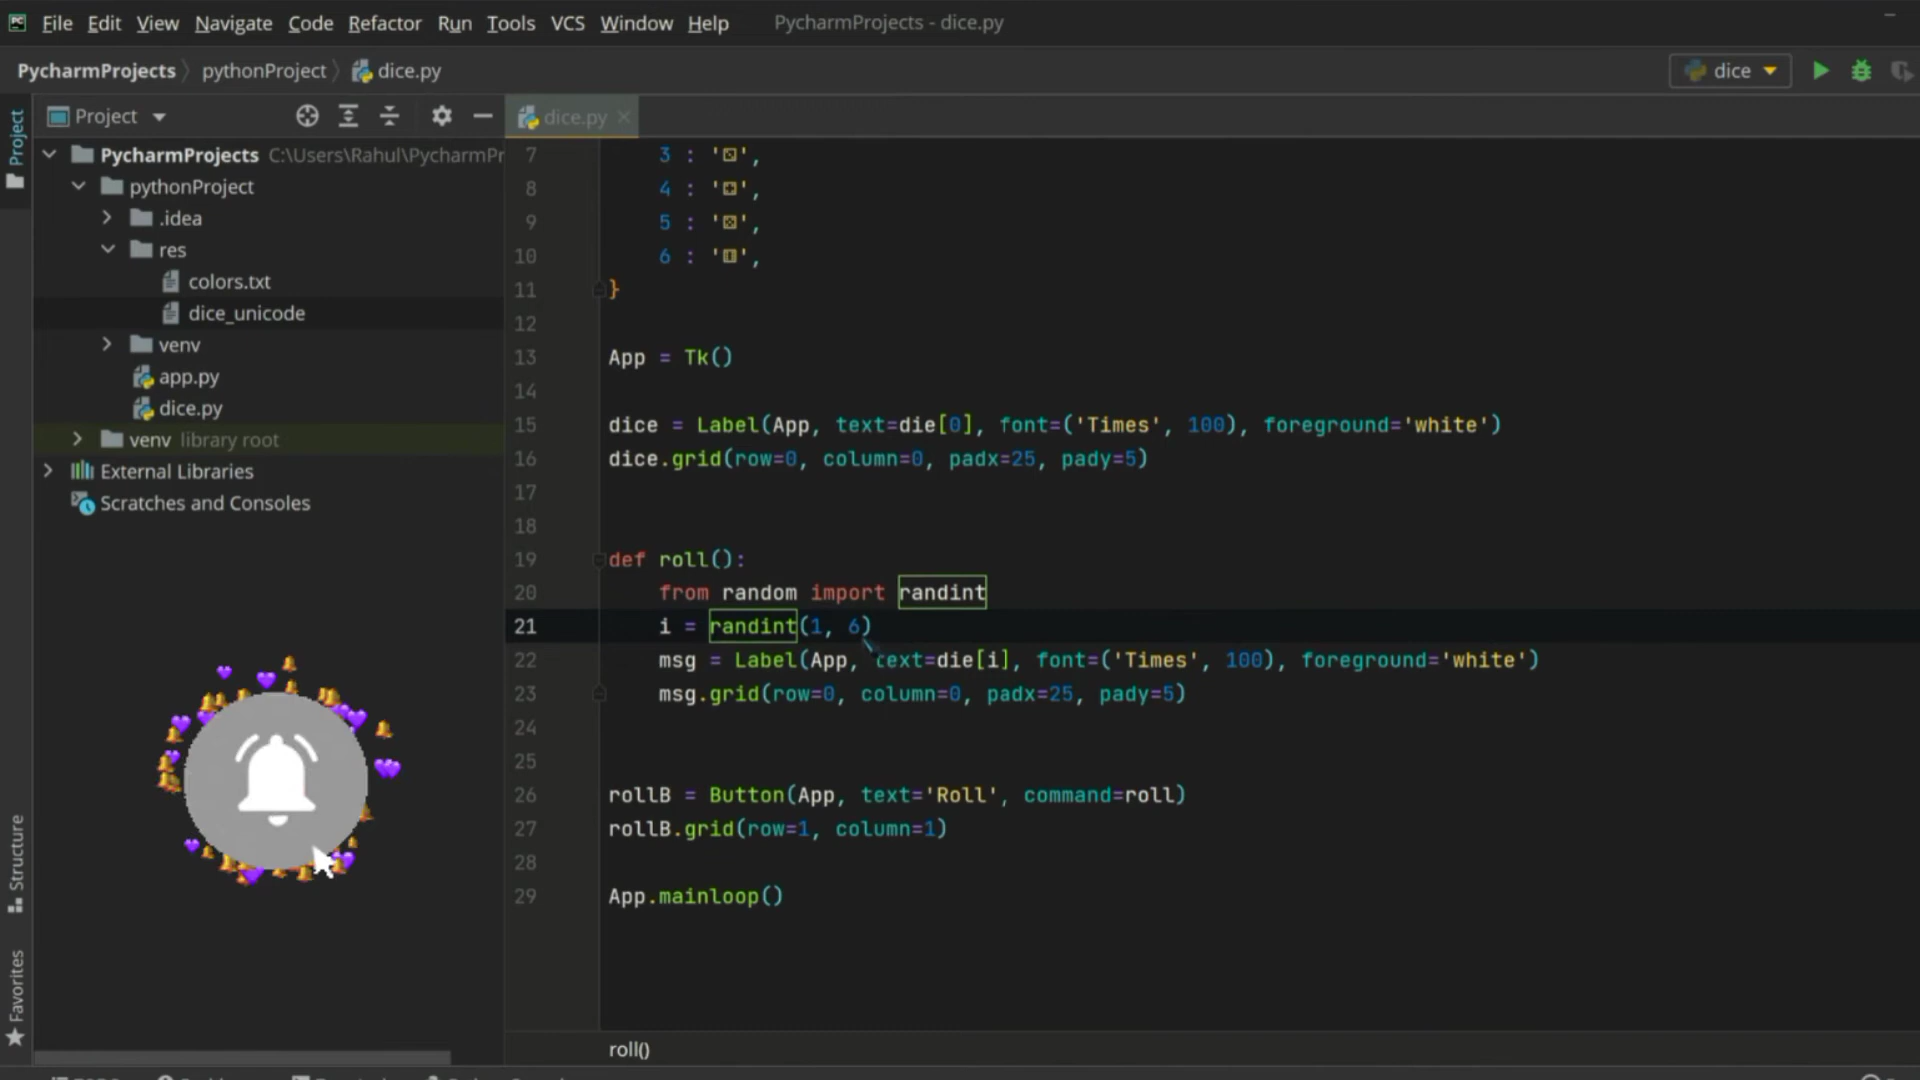 File Edit View Navigate Code Refactor Run Tools VCS Window Help PycharmProjects - dice.py
PycharmProjects pythonProject dice.py
dice
Project
Project
dice.py
PycharmProjects C:\Users\Rahul\PycharmPr
pythonProject
.idea
res
colors.txt
dice_unicode
venv
app.py
dice.py
venv library root
External Libraries
Scratches and Consoles
Structure
Favorites
7 3 : '⚂',
8 4 : '⚃',
9 5 : '⚄',
10 6 : '⚅',
11 }
12
13 App = Tk()
14
15 dice = Label(App, text=die[0], font=('Times', 100), foreground='white')
16 dice.grid(row=0, column=0, padx=25, pady=5)
17
18
19 def roll():
20 from random import randint
21 i = randint(1, 6)
22 msg = Label(App, text=die[i], font=('Times', 100), foreground='white')
23 msg.grid(row=0, column=0, padx=25, pady=5)
24
25
26 rollB = Button(App, text='Roll', command=roll)
27 rollB.grid(row=1, column=1)
28
29 App.mainloop()
roll()